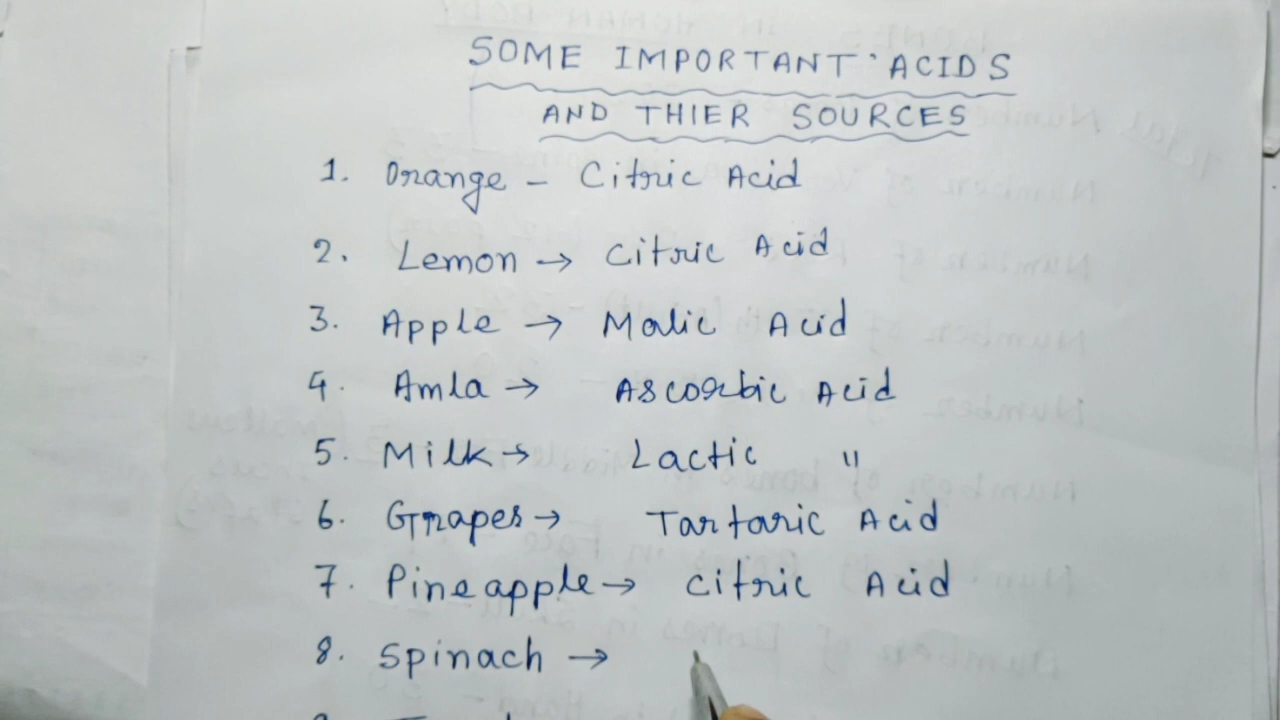 SOME IMPORTANT ACIDS
AND THIER SOURCES
1. Orange - Citric Acid
2. Lemon → Citric Acid
3. Apple → Malic Acid
4. Amla → Ascorbic Acid
5. Milk → Lactic "
6. Grapes → Tartaric Acid
7. Pineapple → Citric Acid
8. Spinach →